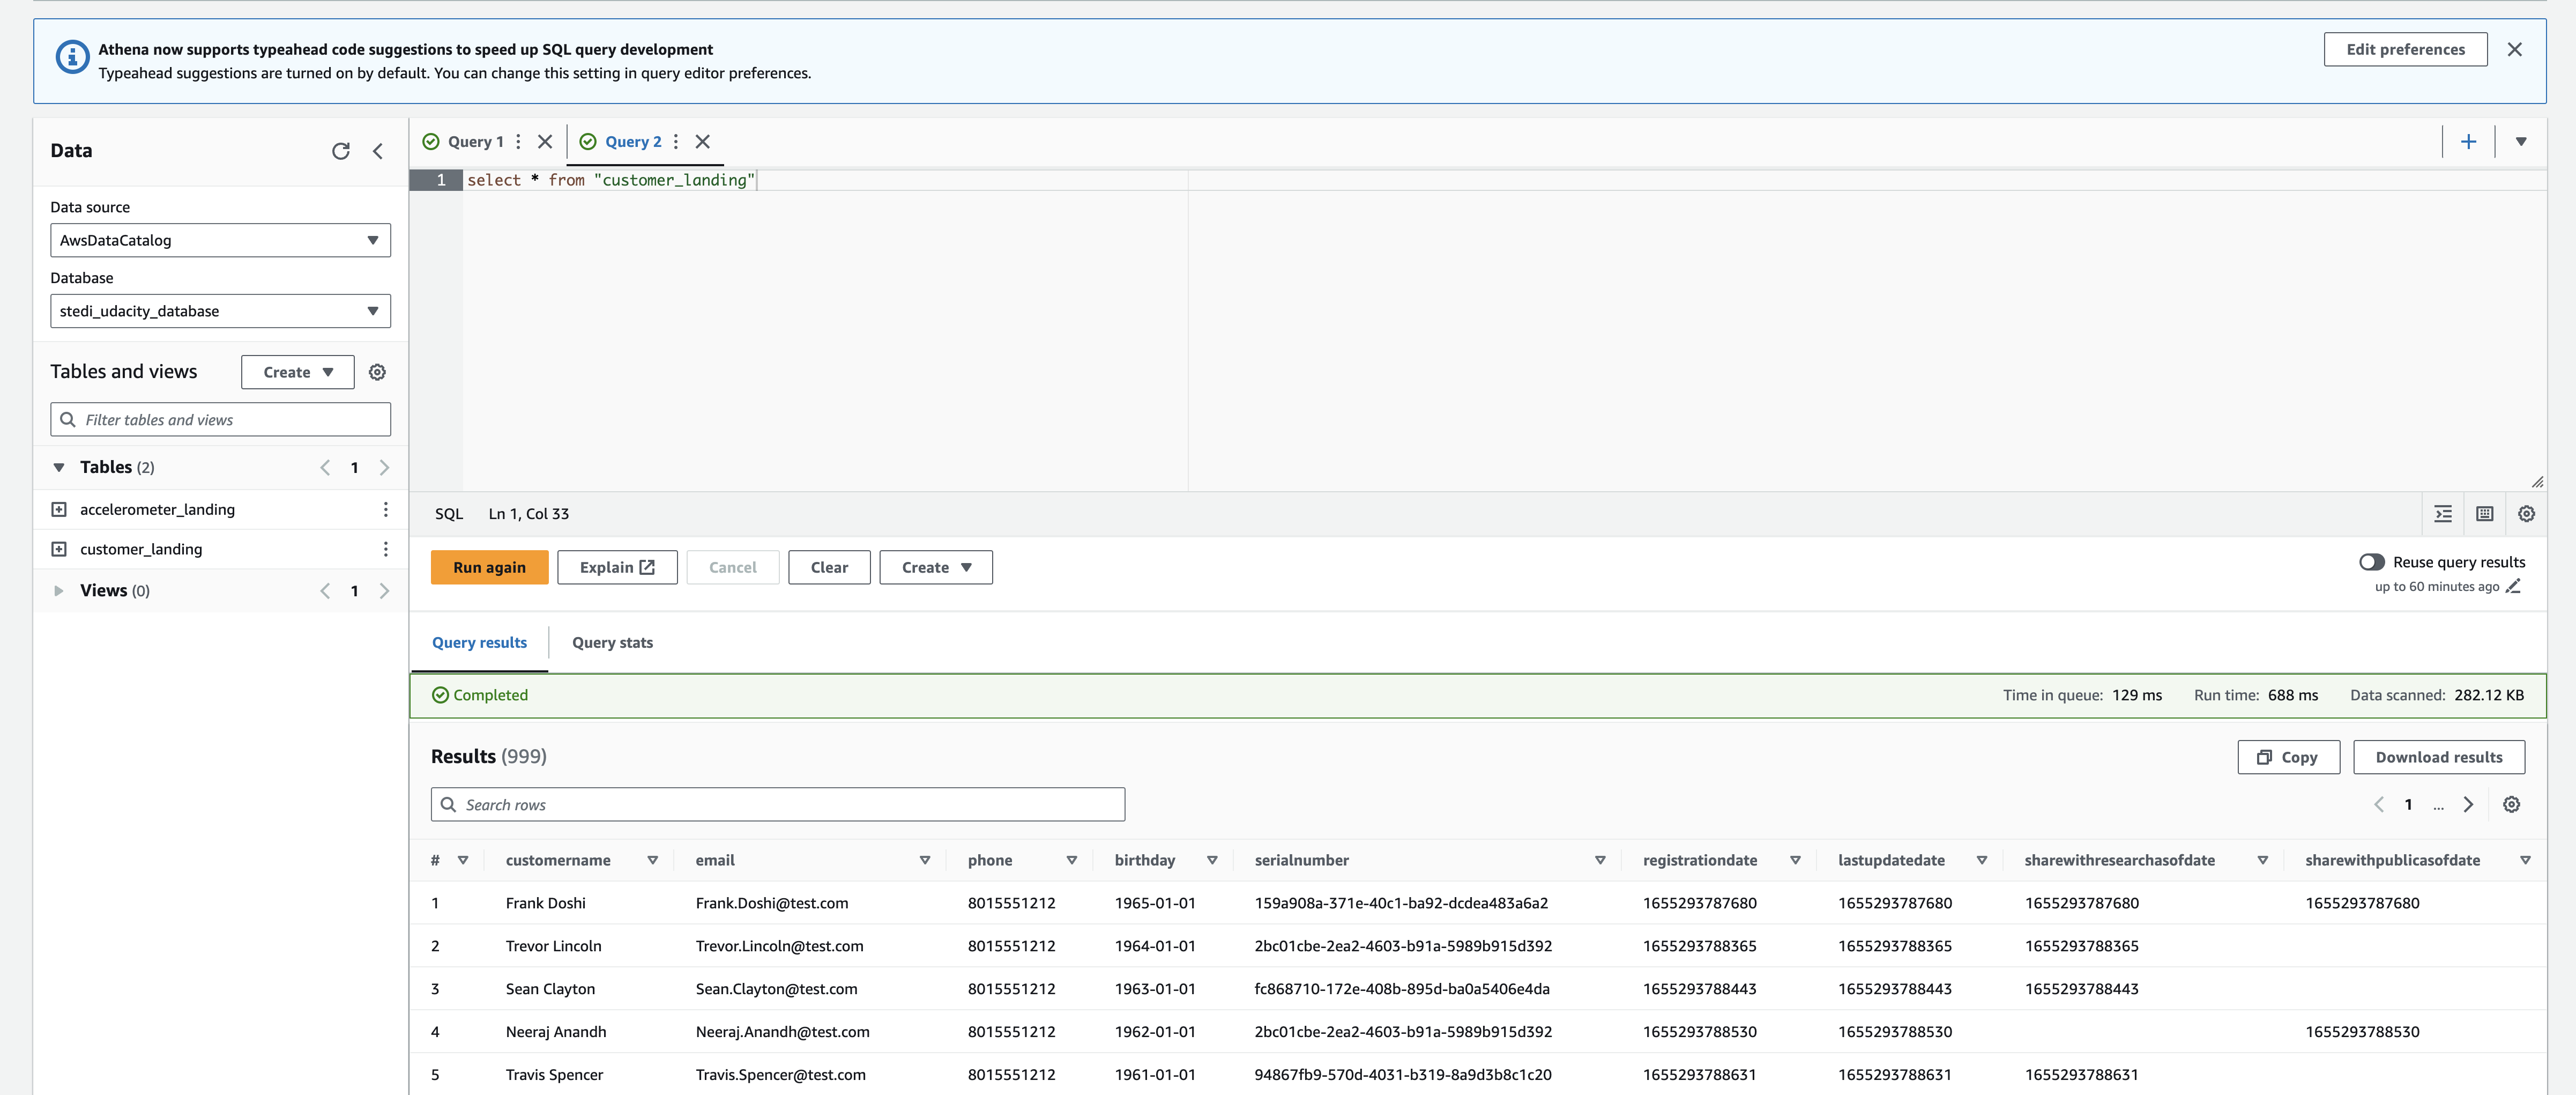 Athena now supports typeahead code suggestions to speed up SQL query development
Typeahead suggestions are turned on by default. You can change this setting in query editor preferences.
Edit preferences
Data
Data source
AwsDataCatalog
Database
stedi_udacity_database
Tables and views
Create
Filter tables and views
Tables (2)
1
accelerometer_landing
customer_landing
Views (0)
1
Query 1
Query 2
1 select * from "customer_landing"
SQL Ln 1, Col 33
Run again Explain Cancel Clear Create
Reuse query results
up to 60 minutes ago
Query results Query stats
Completed Time in queue: 129 ms Run time: 688 ms Data scanned: 282.12 KB
Results (999)
Copy Download results
Search rows
1 ...
# customername email phone birthday serialnumber registrationdate lastupdatedate sharewithresearchasofdate sharewithpublicasofdate
1 Frank Doshi Frank.Doshi@test.com 8015551212 1965-01-01 159a908a-371e-40c1-ba92-dcdea483a6a2 1655293787680 1655293787680 1655293787680 1655293787680
2 Trevor Lincoln Trevor.Lincoln@test.com 8015551212 1964-01-01 2bc01cbe-2ea2-4603-b91a-5989b915d392 1655293788365 1655293788365 1655293788365
3 Sean Clayton Sean.Clayton@test.com 8015551212 1963-01-01 fc868710-172e-408b-895d-ba0a5406e4da 1655293788443 1655293788443 1655293788443
4 Neeraj Anandh Neeraj.Anandh@test.com 8015551212 1962-01-01 2bc01cbe-2ea2-4603-b91a-5989b915d392 1655293788530 1655293788530 1655293788530
5 Travis Spencer Travis.Spencer@test.com 8015551212 1961-01-01 94867fb9-570d-4031-b319-8a9d3b8c1c20 1655293788631 1655293788631 1655293788631